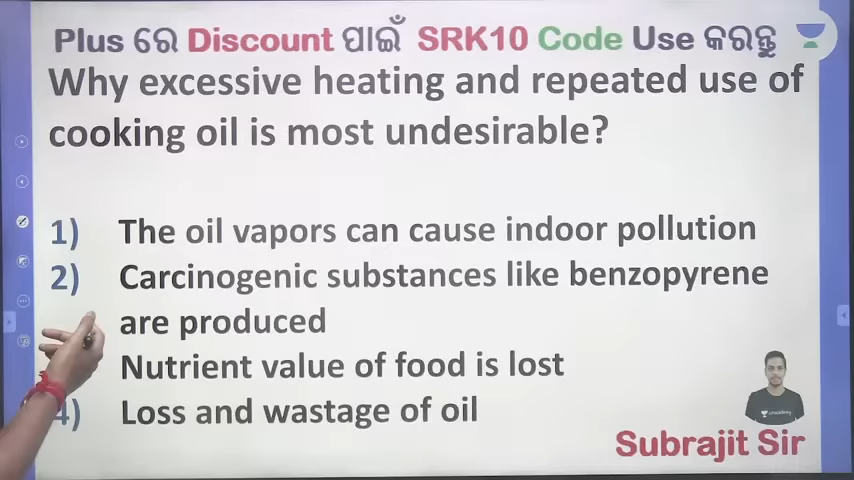 Plus ରେ Discount ପାଇଁ SRK10 Code Use କରନ୍ତୁ
Why excessive heating and repeated use of
cooking oil is most undesirable?
1) The oil vapors can cause indoor pollution
2) Carcinogenic substances like benzopyrene
are produced
Nutrient value of food is lost
4) Loss and wastage of oil
Subrajit Sir